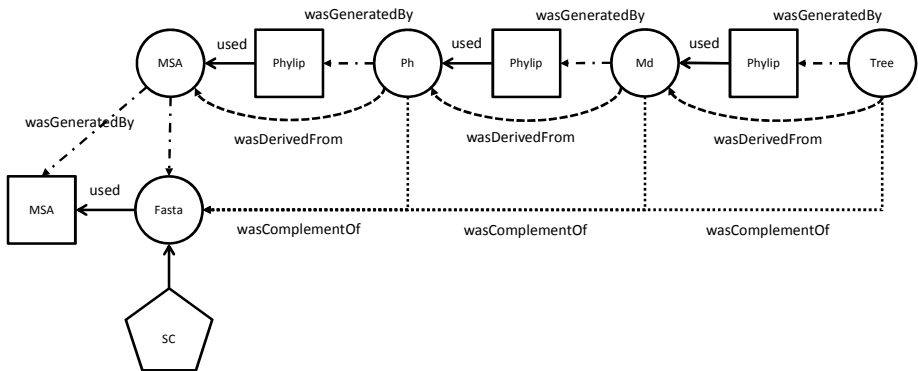 wasGeneratedBy
wasGeneratedBy
wasGeneratedBy
used
used
used
MSA
Phylip
Ph
Phylip
Md
Phylip
Tree
wasGeneratedBy
wasDerivedFrom
wasDerivedFrom
wasDerivedFrom
used
MSA
Fasta
wasComplementOf
wasComplementOf
wasComplementOf
SC